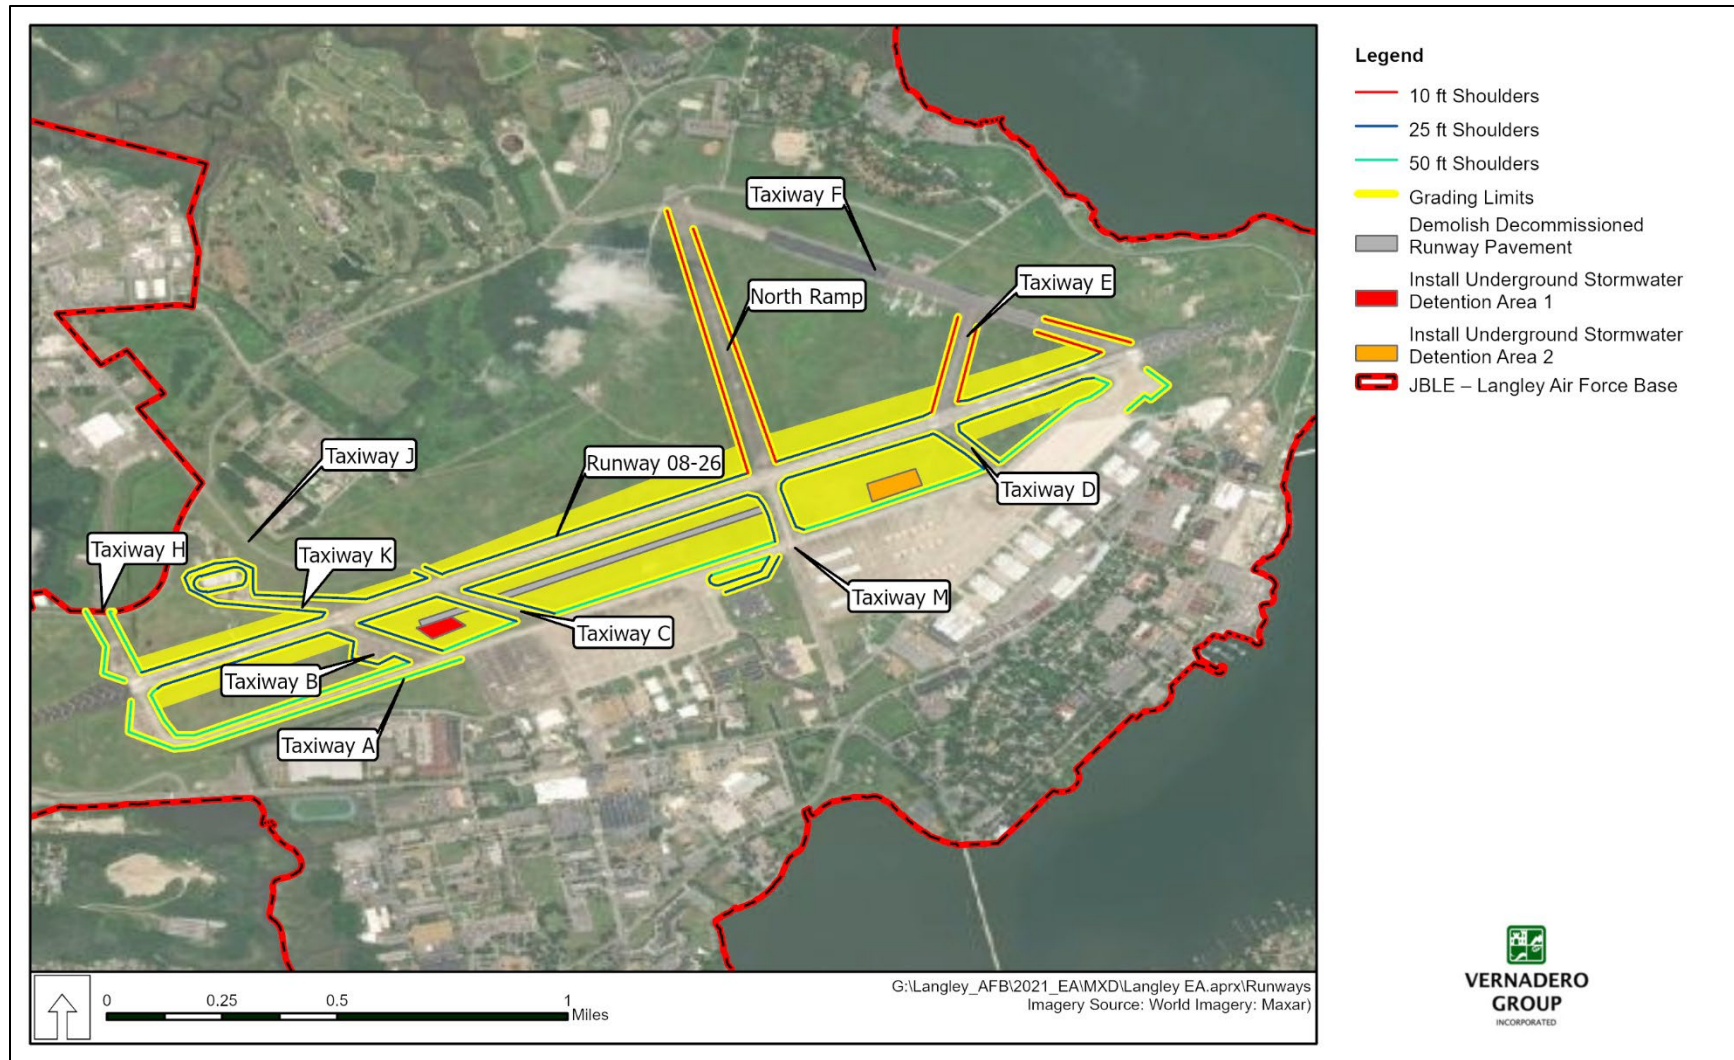 Taxiway F
Taxiway E
North Ramp
Taxiway J
Runway 08-26
Taxiway D
Taxiway H
Taxiway K
Taxiway M
Taxiway C
Taxiway B
Taxiway A
0 0.25 0.5 1
Miles
G:\Langley_AFB\2021_EA\MXD\Langley EA.aprx\Runways
Imagery Source: World Imagery: Maxar)
Legend
10 ft Shoulders
25 ft Shoulders
50 ft Shoulders
Grading Limits
Demolish Decommissioned
Runway Pavement
Install Underground Stormwater
Detention Area 1
Install Underground Stormwater
Detention Area 2
JBLE – Langley Air Force Base
VERNADERO
GROUP
INCORPORATED